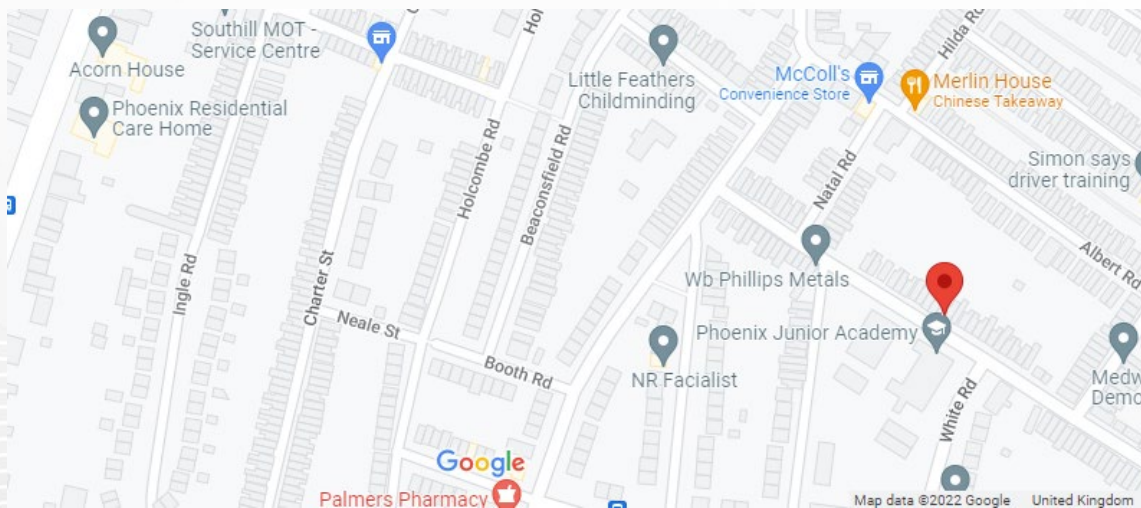 Southill MOT -
Service Centre
Acorn House
Phoenix Residential
Care Home
Little Feathers
Childminding
McColl's
Convenience Store
Hilda Rd
Merlin House
Chinese Takeaway
Simon says
driver training
Holcombe Rd
Beaconsfield Rd
Natal Rd
Albert Rd
Ingle Rd
Charter St
Wb Phillips Metals
Neale St
Phoenix Junior Academy
Booth Rd
NR Facialist
White Rd
Google
Palmers Pharmacy
Map data ©2022 Google United Kingdom